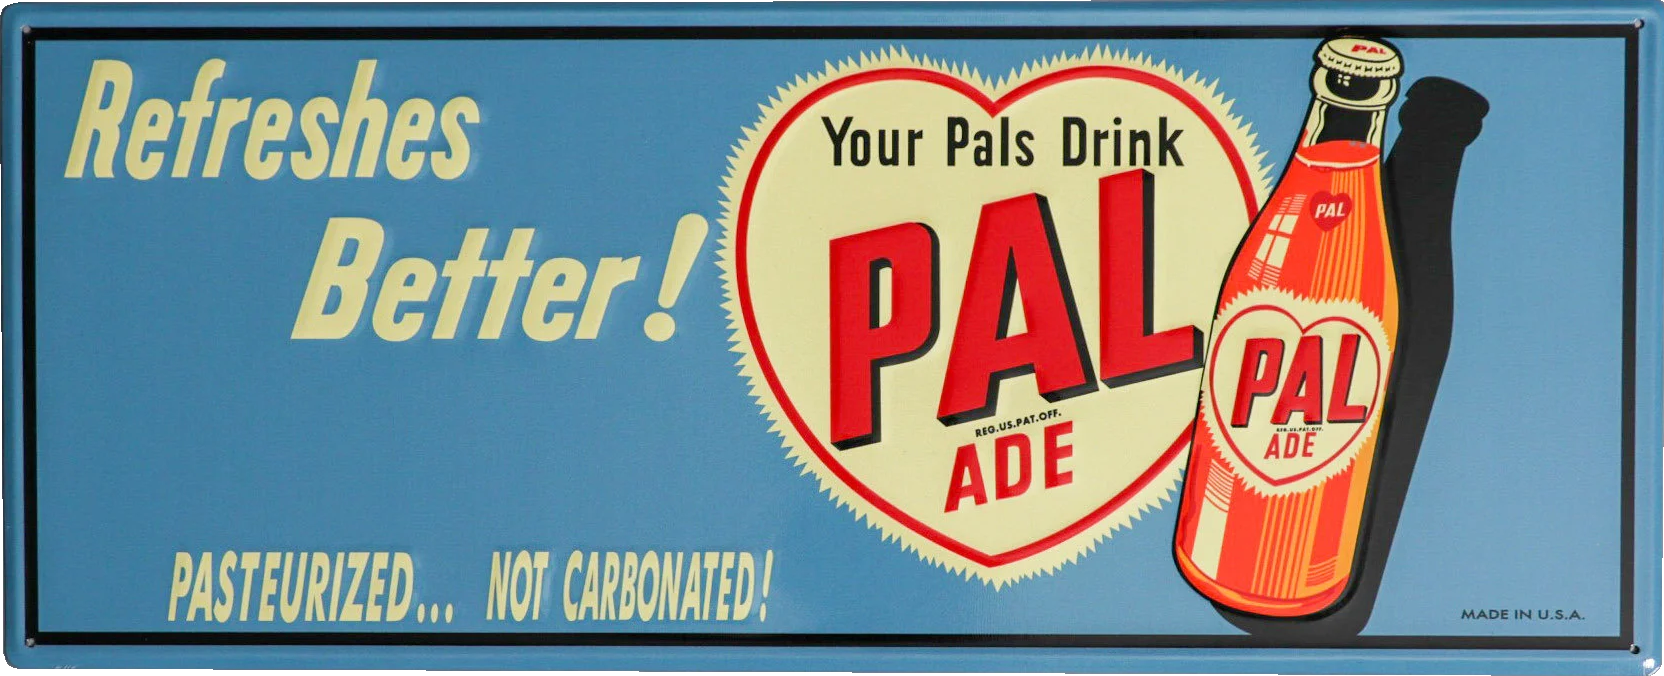 Refreshes
Better!
PASTEURIZED... NOT CARBONATED!
Your Pals Drink
PAL
REG.US.PAT.OFF.
ADE
PAL
PAL
PAL
REG.US.PAT.OFF.
ADE
MADE IN U.S.A.